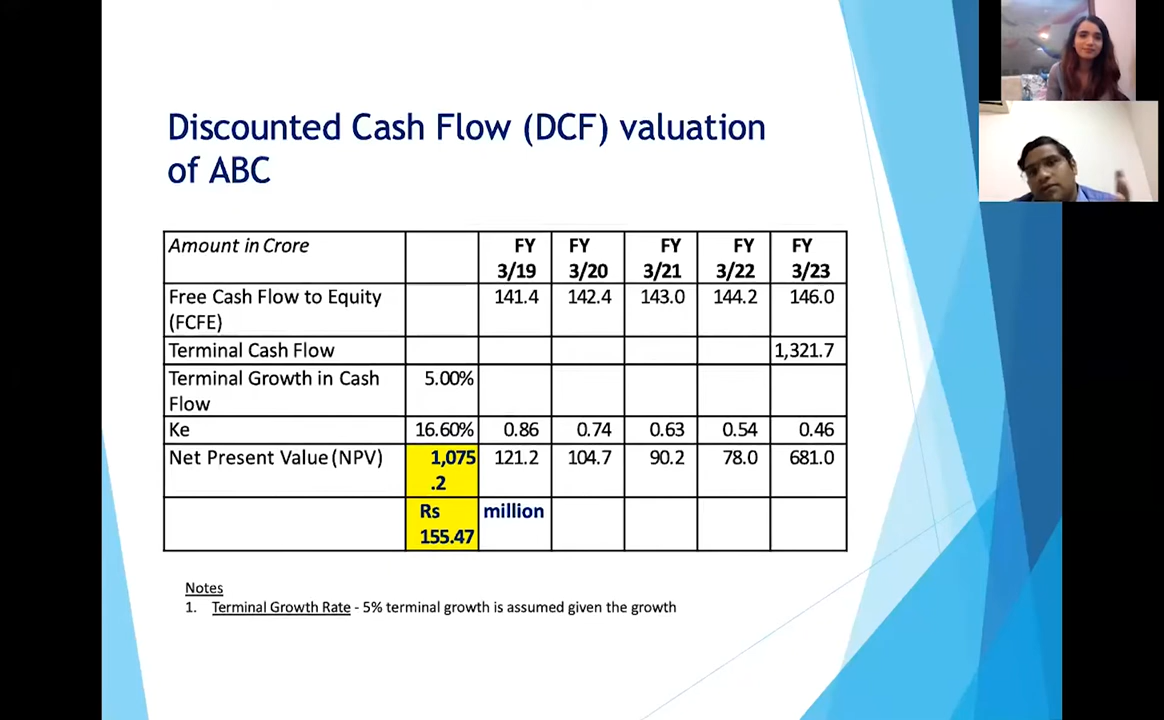 Discounted Cash Flow (DCF) valuation
of ABC
Amount in Crore FY 3/19 FY 3/20 FY 3/21 FY 3/22 FY 3/23
Free Cash Flow to Equity (FCFE) 141.4 142.4 143.0 144.2 146.0
Terminal Cash Flow 1,321.7
Terminal Growth in Cash Flow 5.00%
Ke 16.60% 0.86 0.74 0.63 0.54 0.46
Net Present Value (NPV) 1,075.2 121.2 104.7 90.2 78.0 681.0
Rs 155.47 million
Notes
1. Terminal Growth Rate - 5% terminal growth is assumed given the growth